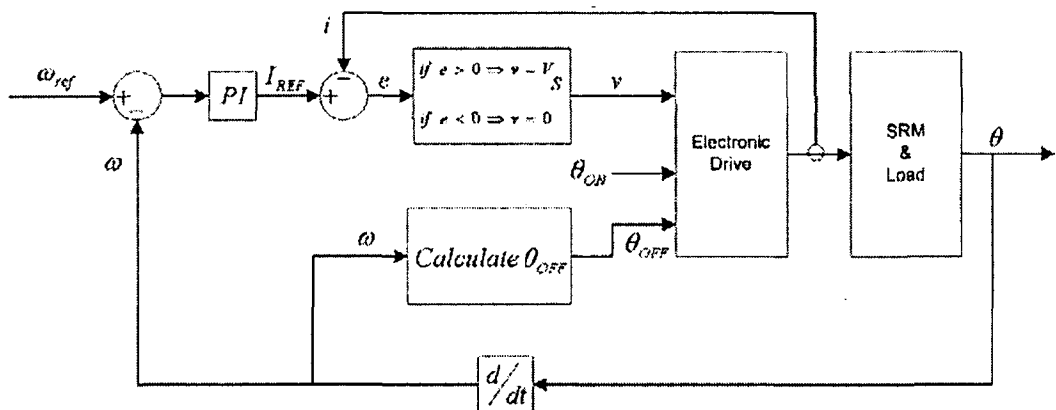 i
ω_ref
+
−
PI
I_REF
+
−
e
if e > 0 ⇒ v = V_S
if e < 0 ⇒ v = 0
v
Electronic
Drive
SRM
&
Load
θ
ω
θ_ON
ω
Calculate θ_OFF
θ_OFF
d/dt